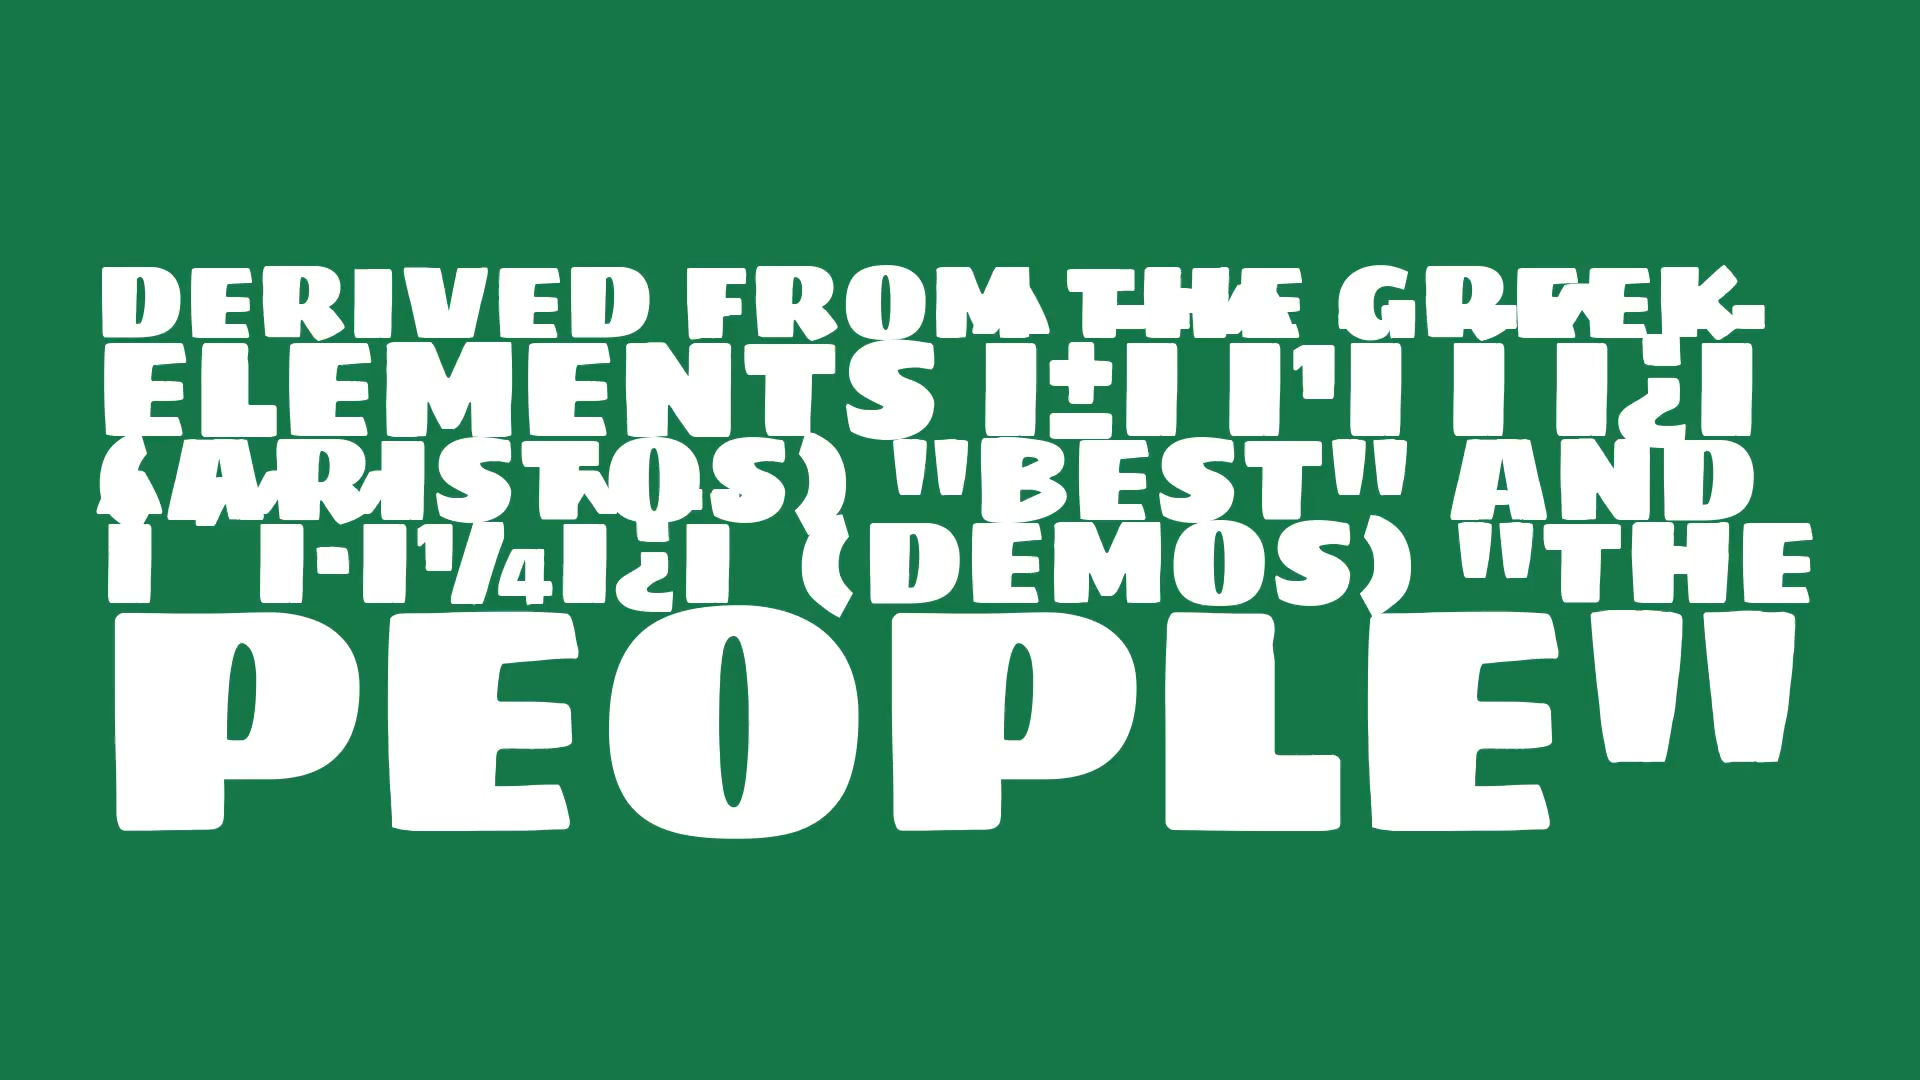 DERIVED FROM THE GREEK
ELEMENTS
(ARISTOS) "BEST" AND
(DEMOS) "THE
PEOPLE"